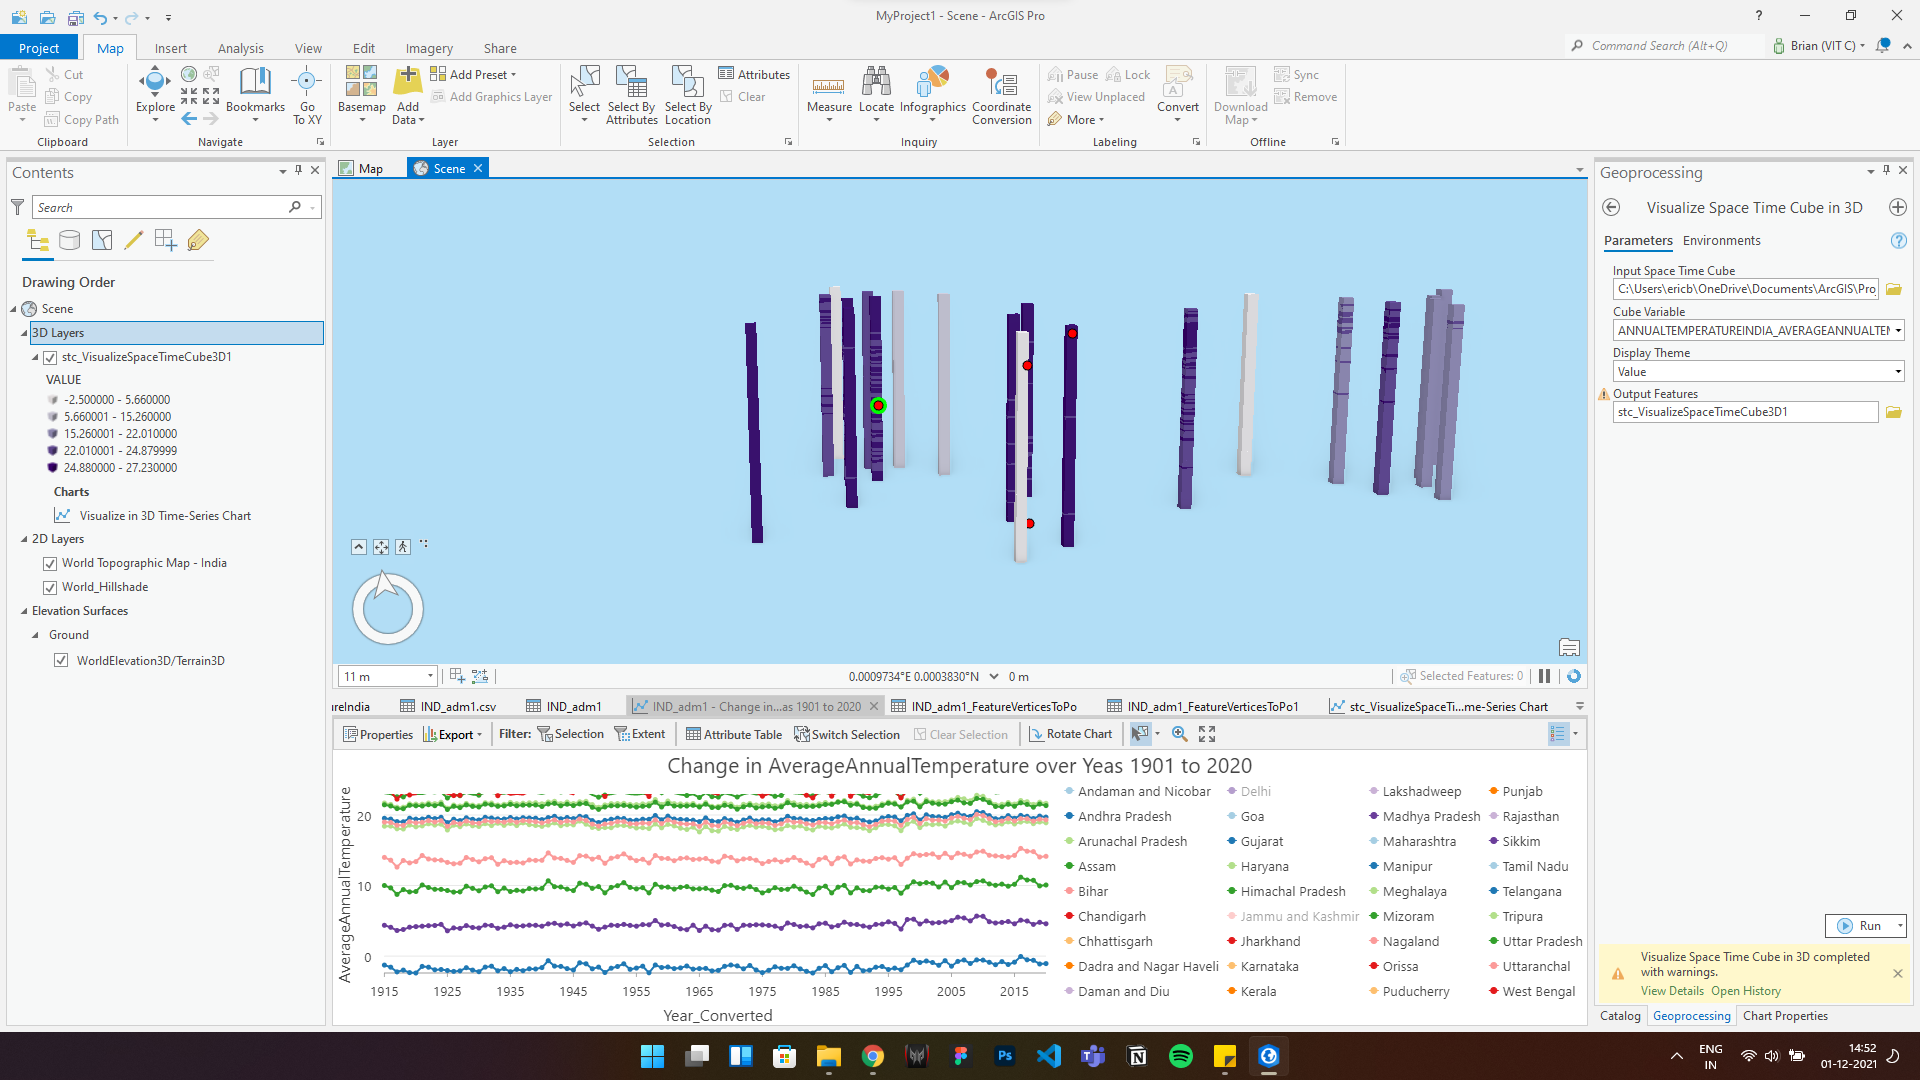 MyProject1 - Scene - ArcGIS Pro
?
Project Map Insert Analysis View Edit Imagery Share
Command Search (Alt+Q)
Brian (VIT C)
Paste
Cut
Copy
Copy Path
Clipboard
Explore
Bookmarks
Go To XY
Navigate
Basemap
Add Data
Add Preset
Add Graphics Layer
Layer
Select
Select By Attributes
Select By Location
Attributes
Clear
Selection
Measure
Locate
Infographics
Coordinate Conversion
Inquiry
Pause
Lock
View Unplaced
More
Convert
Labeling
Download Map
Sync
Remove
Offline
Contents
Search
Drawing Order
Scene
3D Layers
stc_VisualizeSpaceTimeCube3D1
VALUE
-2.500000 - 5.660000
5.660001 - 15.260000
15.260001 - 22.010000
22.010001 - 24.879999
24.880000 - 27.230000
Charts
Visualize in 3D Time-Series Chart
2D Layers
World Topographic Map - India
World_Hillshade
Elevation Surfaces
Ground
WorldElevation3D/Terrain3D
Map
Scene
11 m
0.0009734°E 0.0003830°N
0 m
Selected Features: 0
ureIndia
IND_adm1.csv
IND_adm1
IND_adm1 - Change in...as 1901 to 2020
IND_adm1_FeatureVerticesToPo
IND_adm1_FeatureVerticesToPo1
stc_VisualizeSpaceTi...me-Series Chart
Properties
Export
Filter:
Selection
Extent
Attribute Table
Switch Selection
Clear Selection
Rotate Chart
Change in AverageAnnualTemperature over Yeas 1901 to 2020
AverageAnnualTemperature
20
10
0
1915 1925 1935 1945 1955 1965 1975 1985 1995 2005 2015
Year_Converted
Andaman and Nicobar
Andhra Pradesh
Arunachal Pradesh
Assam
Bihar
Chandigarh
Chhattisgarh
Dadra and Nagar Haveli
Daman and Diu
Delhi
Goa
Gujarat
Haryana
Himachal Pradesh
Jammu and Kashmir
Jharkhand
Karnataka
Kerala
Lakshadweep
Madhya Pradesh
Maharashtra
Manipur
Meghalaya
Mizoram
Nagaland
Orissa
Puducherry
Punjab
Rajasthan
Sikkim
Tamil Nadu
Telangana
Tripura
Uttar Pradesh
Uttaranchal
West Bengal
Geoprocessing
Visualize Space Time Cube in 3D
Parameters
Environments
?
Input Space Time Cube
C:\Users\ericb\OneDrive\Documents\ArcGIS\Pro
Cube Variable
ANNUALTEMPERATUREINDIA_AVERAGEANNUALTEN
Display Theme
Value
Output Features
stc_VisualizeSpaceTimeCube3D1
Run
Visualize Space Time Cube in 3D completed
with warnings.
View Details Open History
Catalog
Geoprocessing
Chart Properties
Ps
ENG
IN
14:52
01-12-2021